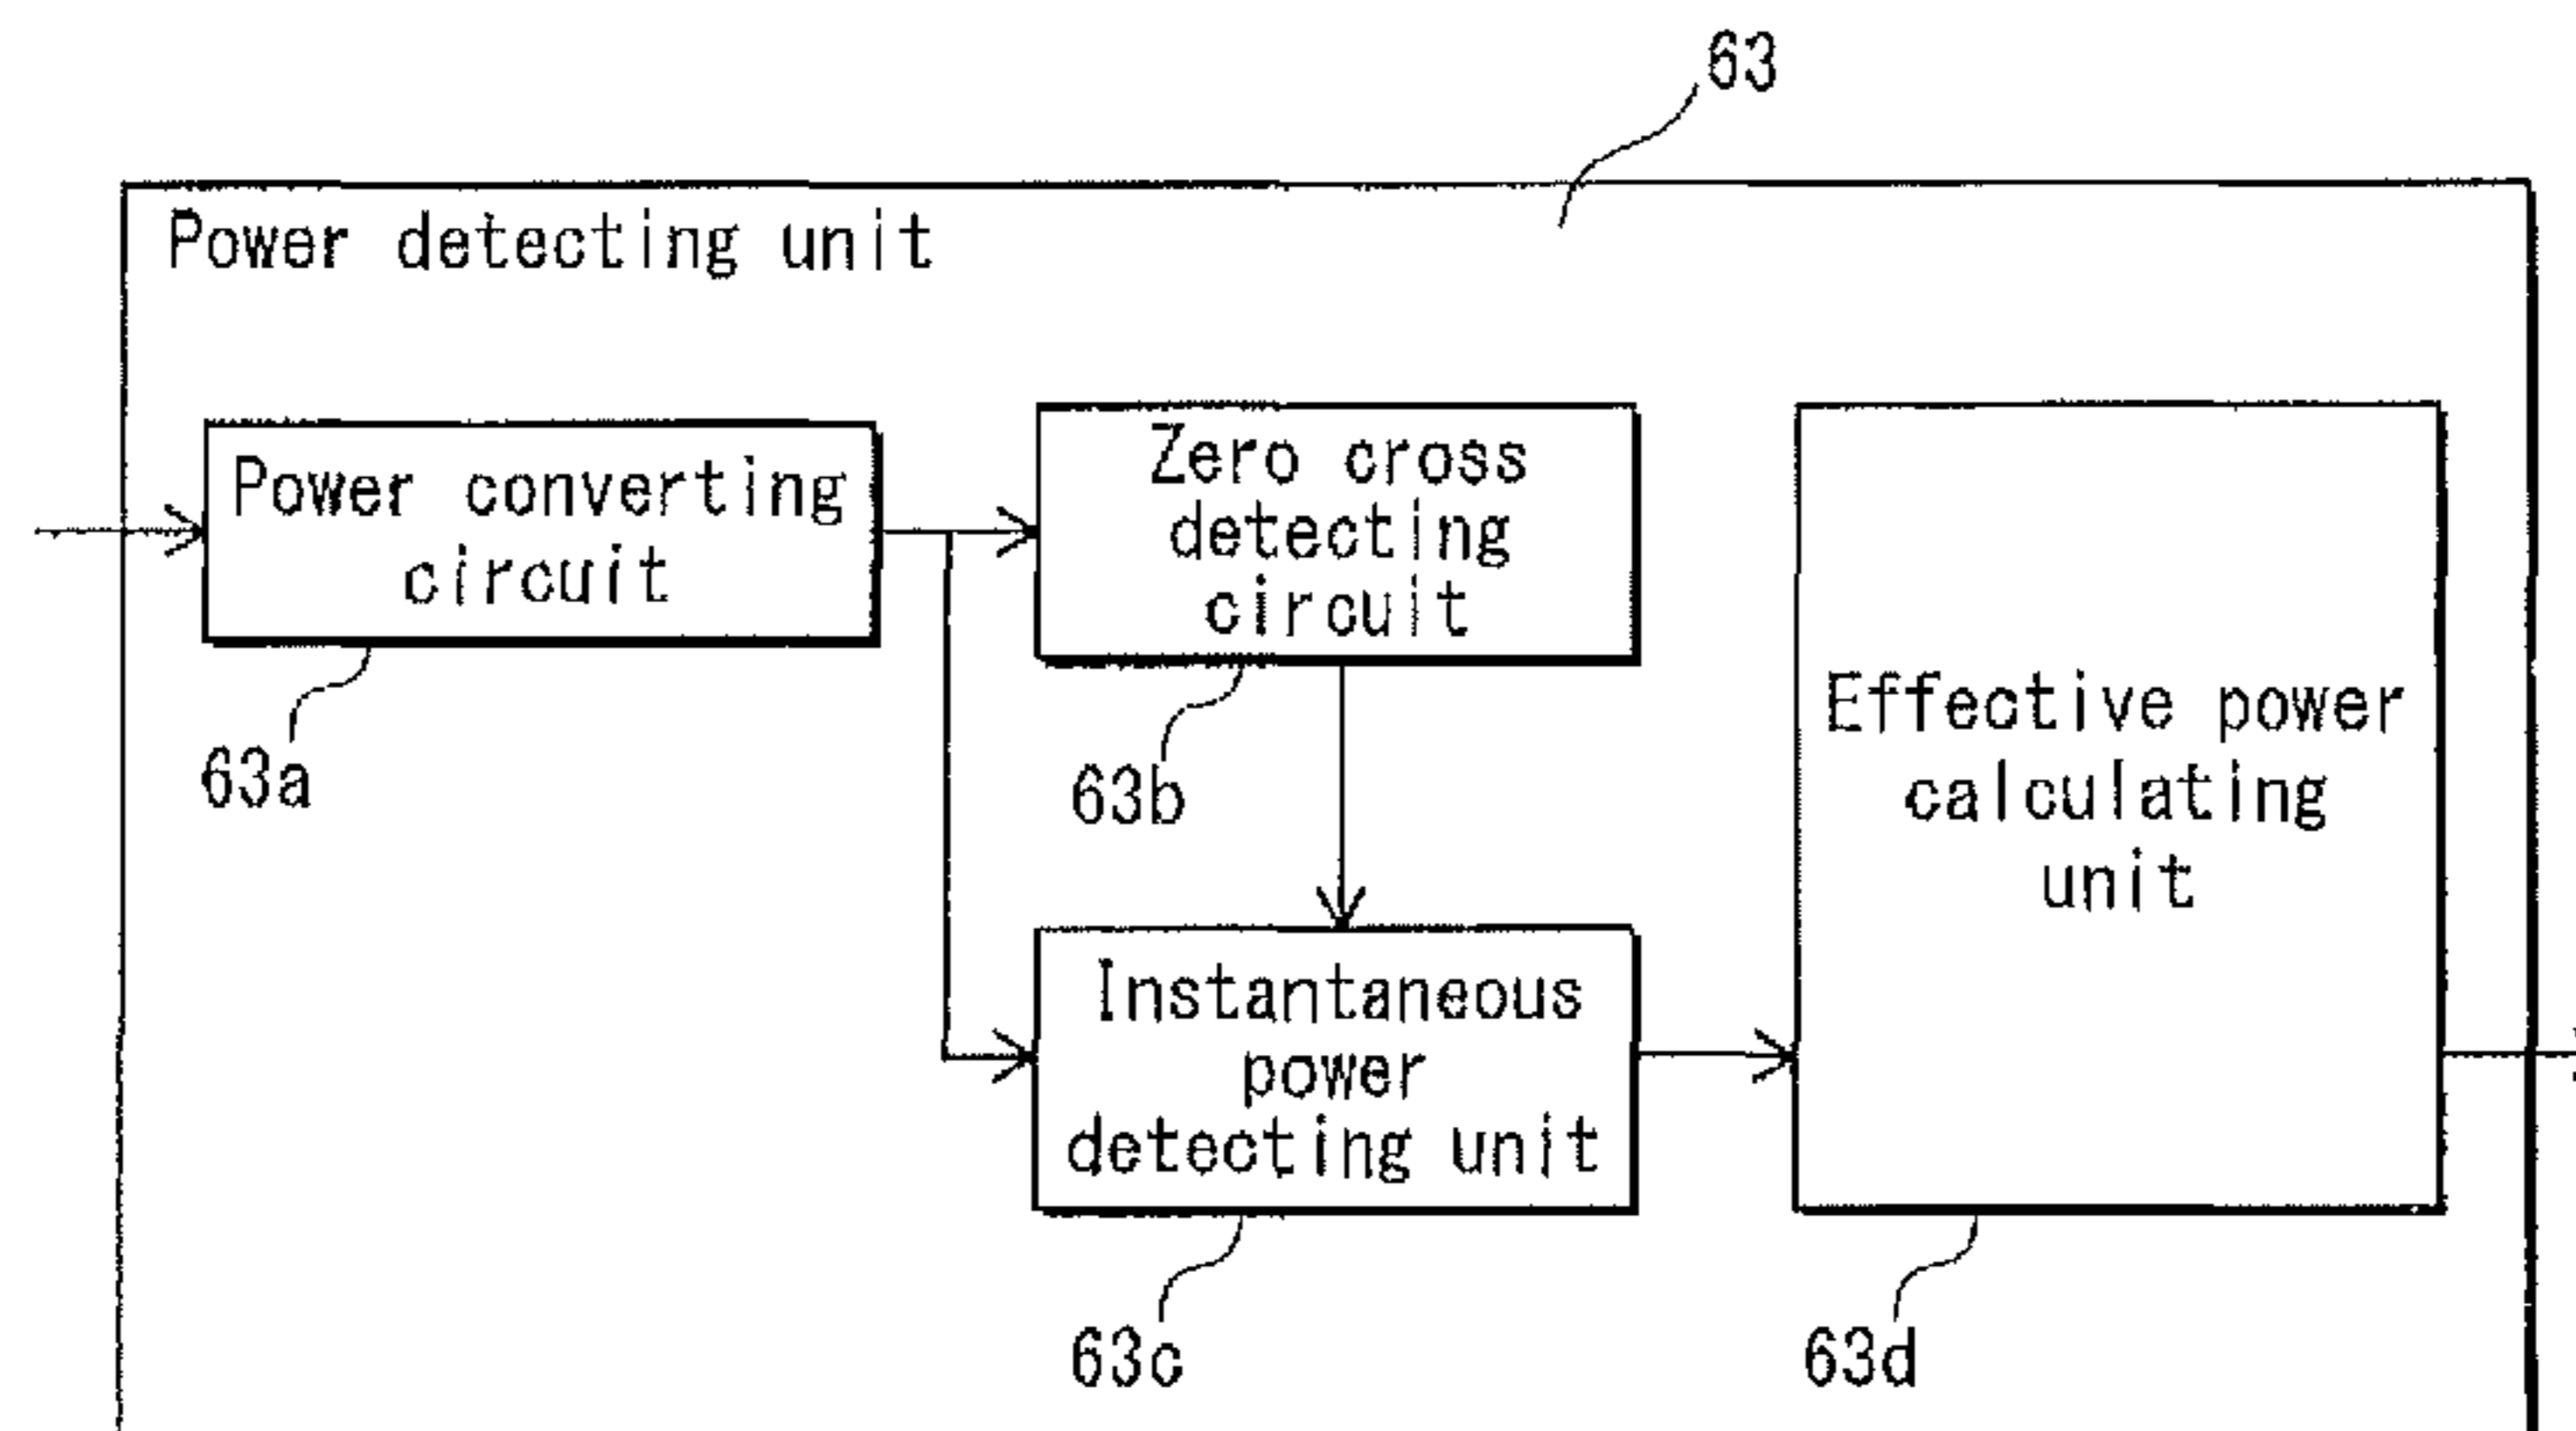 63
Power detecting unit
Power converting
circuit
63a
Zero cross
detecting
circuit
63b
Instantaneous
power
detecting unit
63c
Effective power
calculating
unit
63d